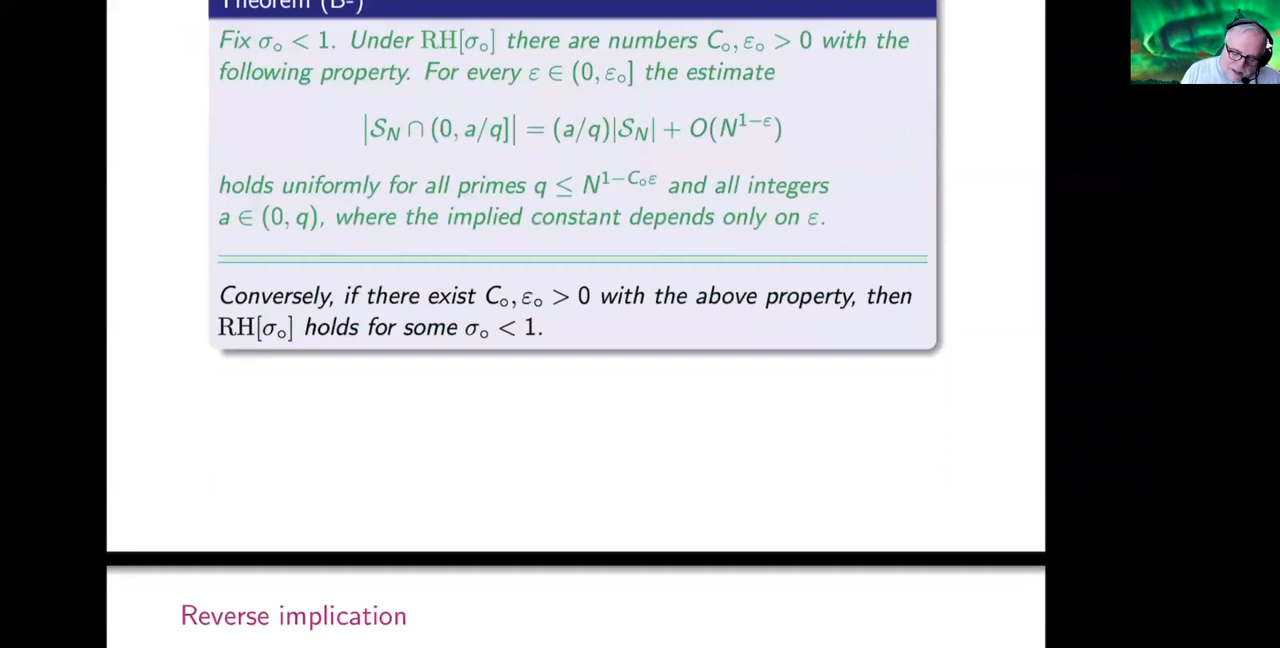 Theorem (B-)
Fix σ₀ < 1. Under RH[σ₀] there are numbers C₀, ε₀ > 0 with the
following property. For every ε ∈ (0, ε₀] the estimate
|𝒮_N ∩ (0, a/q]| = (a/q)|𝒮_N| + O(N^{1−ε})
holds uniformly for all primes q ≤ N^{1−C₀ε} and all integers
a ∈ (0, q), where the implied constant depends only on ε.
Conversely, if there exist C₀, ε₀ > 0 with the above property, then
RH[σ₀] holds for some σ₀ < 1.
Reverse implication